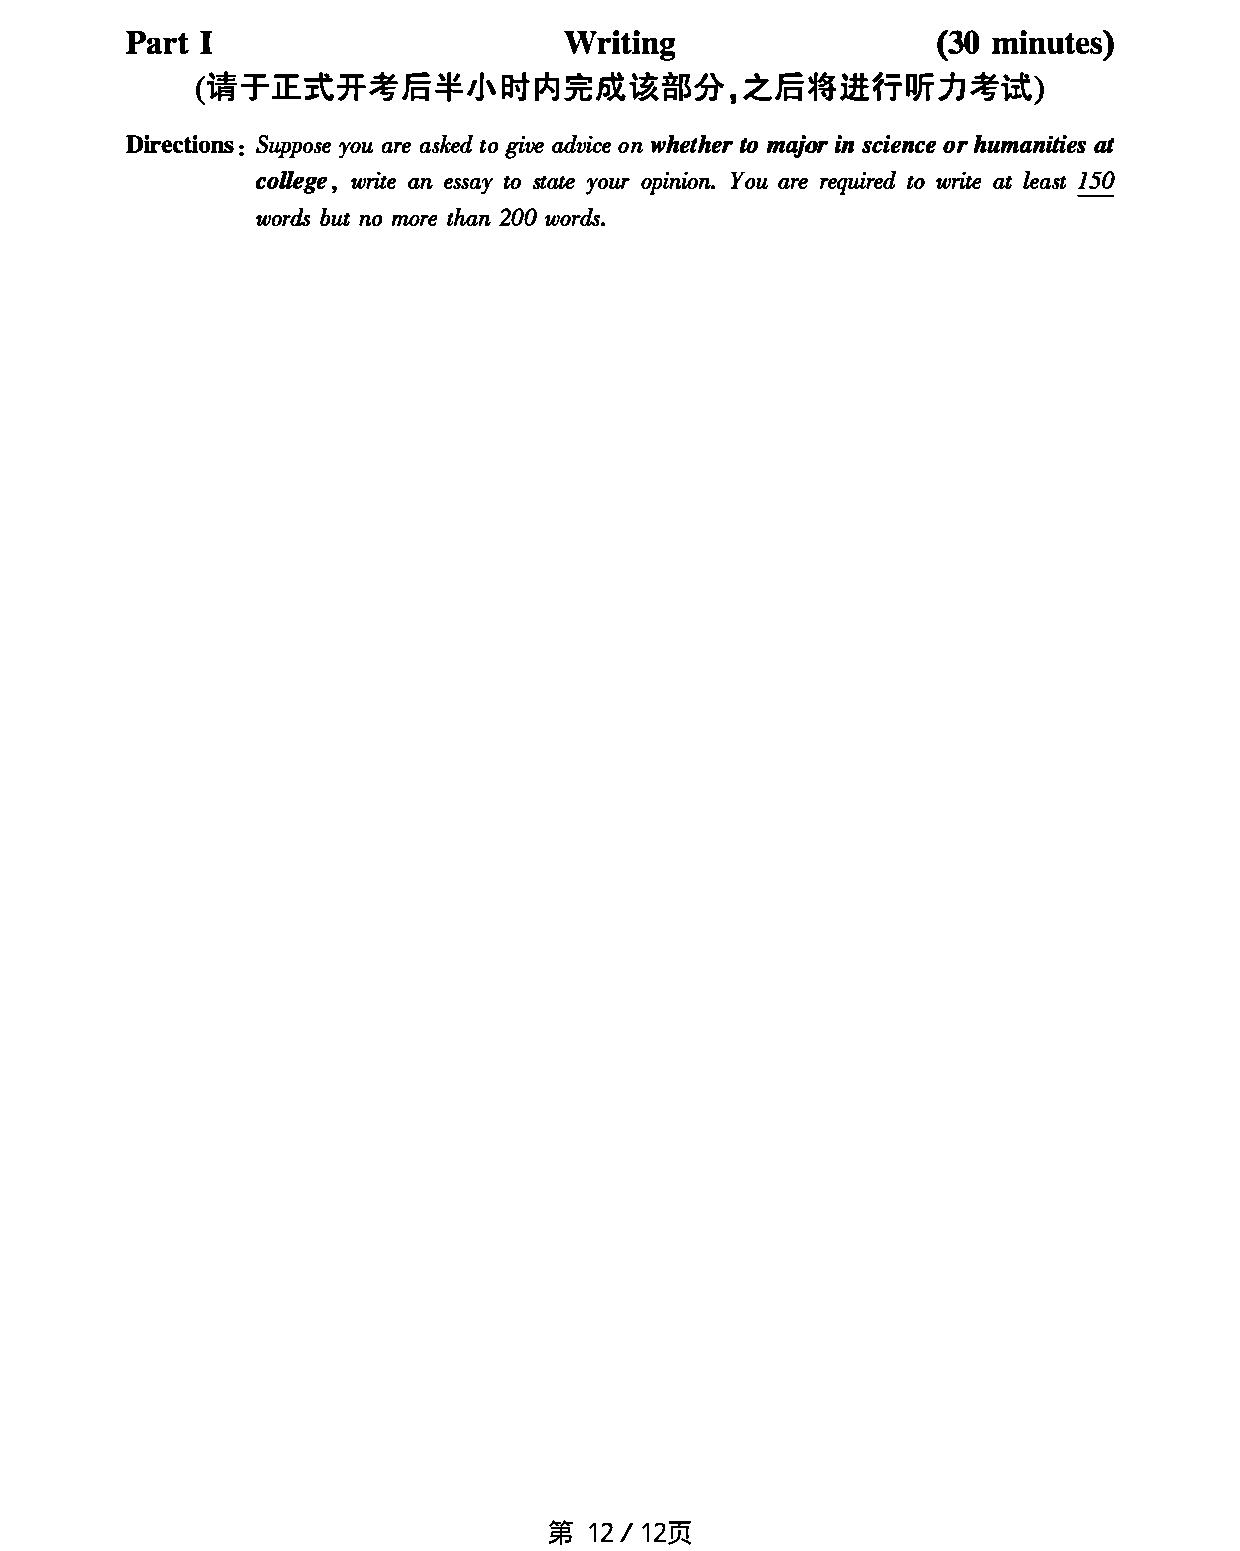 Part I Writing (30 minutes)
(请于正式开考后半小时内完成该部分,之后将进行听力考试)
Directions: Suppose you are asked to give advice on whether to major in science or humanities at
college, write an essay to state your opinion. You are required to write at least 150
words but no more than 200 words.
第 12 / 12页